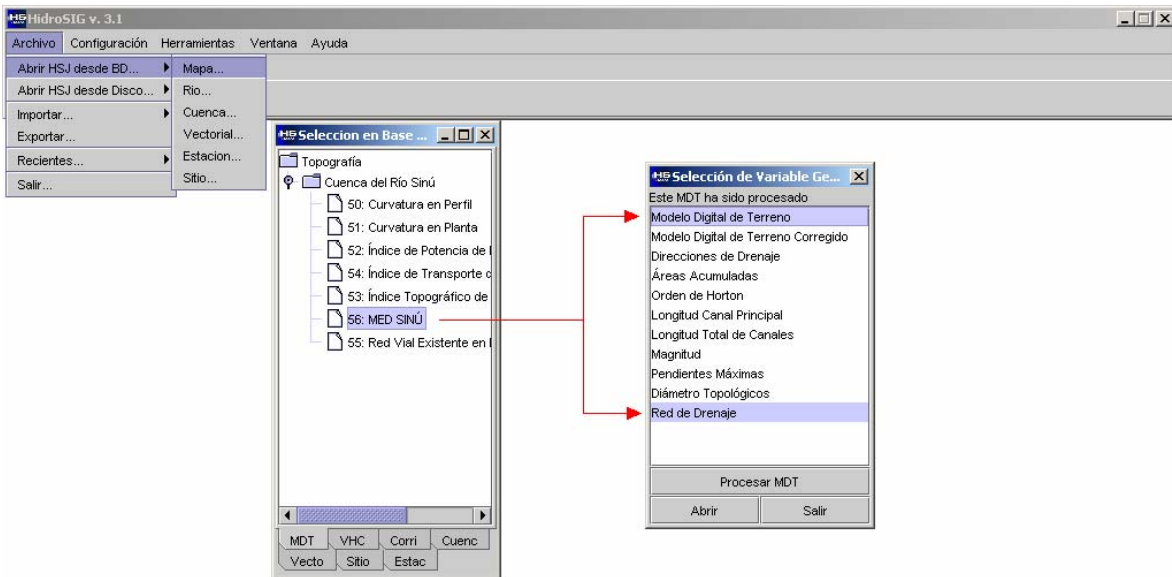 HidroSIG v. 3.1
Archivo Configuración Herramientas Ventana Ayuda
Abrir HSJ desde BD...
Abrir HSJ desde Disco...
Importar...
Exportar...
Recientes...
Salir...
Mapa...
Rio...
Cuenca...
Vectorial...
Estacion...
Sitio...
Seleccion en Base ...
Topografía
Cuenca del Río Sinú
50: Curvatura en Perfil
51: Curvatura en Planta
52: Índice de Potencia de
54: Índice de Transporte
53: Índice Topográfico de
56: MED SINÚ
55: Red Vial Existente en
MDT VHC Corri Cuenc
Vecto Sitio Estac
Selección de Variable Ge...
Este MDT ha sido procesado
Modelo Digital de Terreno
Modelo Digital de Terreno Corregido
Direcciones de Drenaje
Áreas Acumuladas
Orden de Horton
Longitud Canal Principal
Longitud Total de Canales
Magnitud
Pendientes Máximas
Diámetro Topológicos
Red de Drenaje
Procesar MDT
Abrir Salir